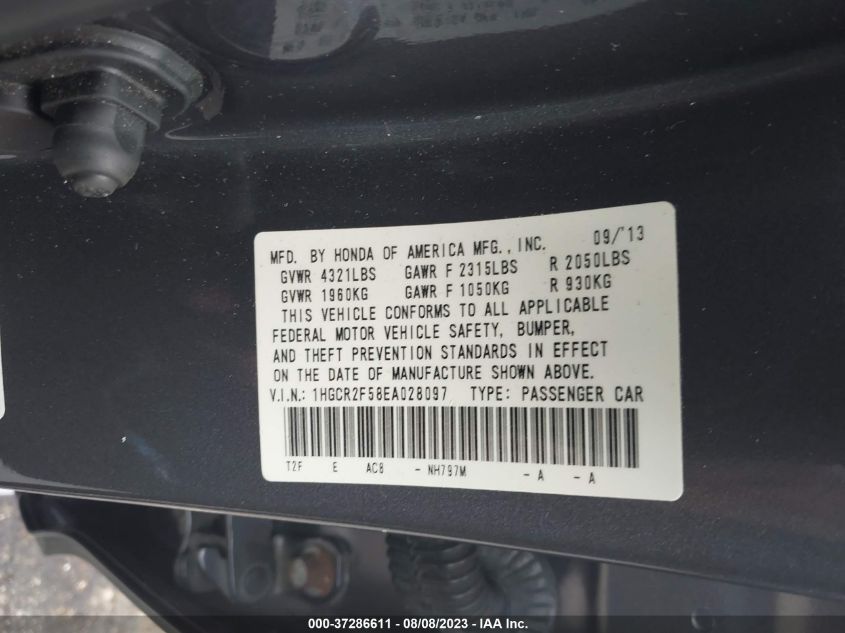 MFD. BY HONDA OF AMERICA MFG., INC. 09/'13
GVWR 4321LBS GAWR F 2315LBS R 2050LBS
GVWR 1960KG GAWR F 1050KG R 930KG
THIS VEHICLE CONFORMS TO ALL APPLICABLE
FEDERAL MOTOR VEHICLE SAFETY, BUMPER,
AND THEFT PREVENTION STANDARDS IN EFFECT
ON THE DATE OF MANUFACTURE SHOWN ABOVE.
V.I.N.: 1HGCR2F58EA028097 TYPE: PASSENGER CAR
T2F E AC8 - NH797M - A - A
000-37286611 - 08/08/2023 - IAA Inc.